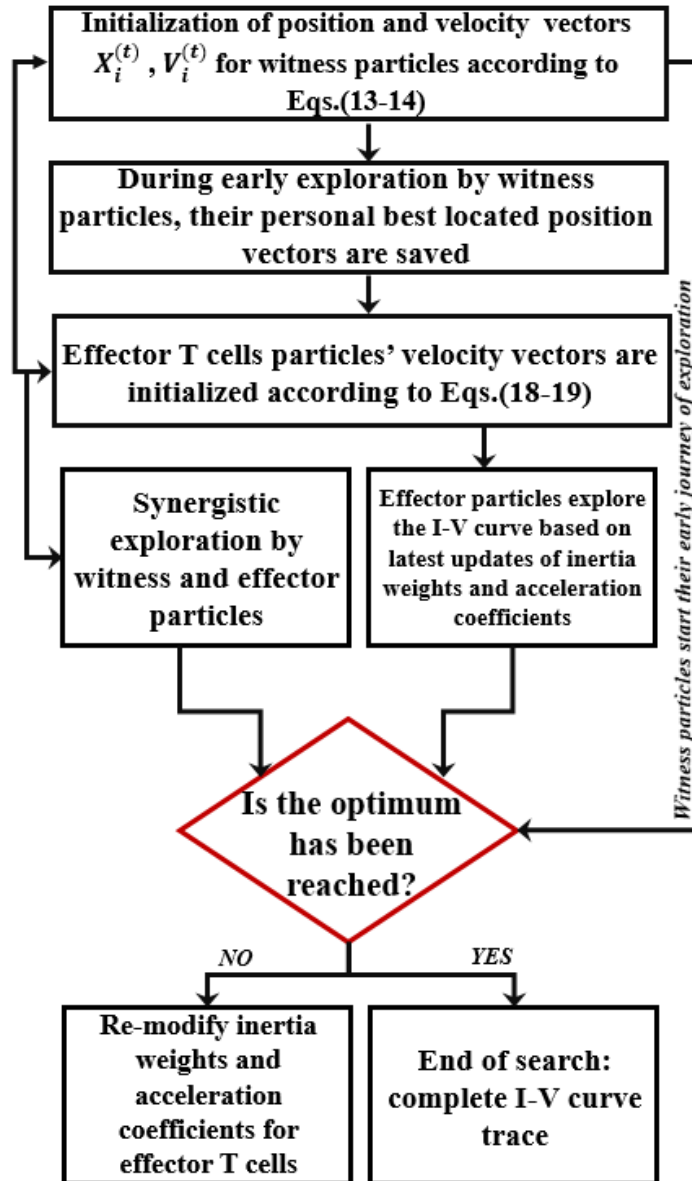 Initialization of position and velocity vectors
X_i^(t) , V_i^(t) for witness particles according to
Eqs.(13-14)
During early exploration by witness
particles, their personal best located position
vectors are saved
Effector T cells particles’ velocity vectors are
initialized according to Eqs.(18-19)
Synergistic
exploration by
witness and effector
particles
Effector particles explore
the I-V curve based on
latest updates of inertia
weights and acceleration
coefficients
Witness particles start their early journey of exploration
Is the optimum
has been
reached?
NO
YES
Re-modify inertia
weights and
acceleration
coefficients for
effector T cells
End of search:
complete I-V curve
trace